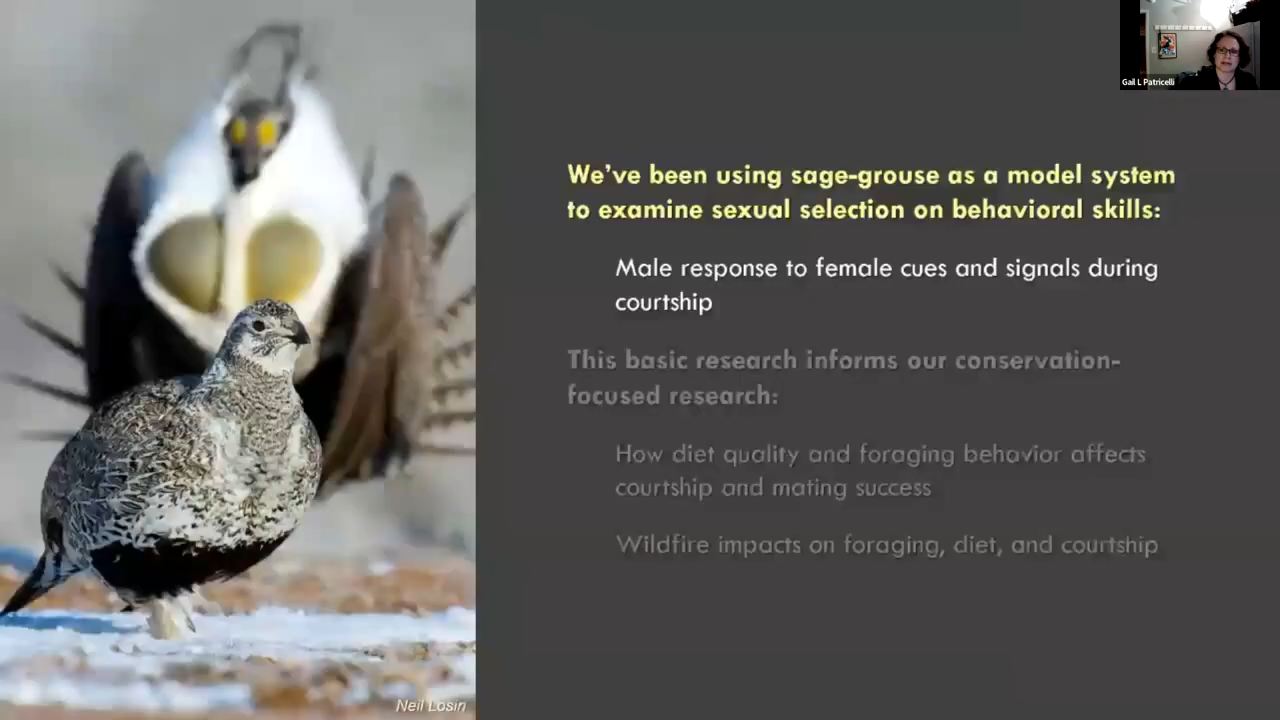 Gail L Patricelli
We've been using sage-grouse as a model system
to examine sexual selection on behavioral skills:
Male response to female cues and signals during
courtship
This basic research informs our conservation-
focused research:
How diet quality and foraging behavior affects
courtship and mating success
Wildfire impacts on foraging, diet, and courtship
Neil Losin